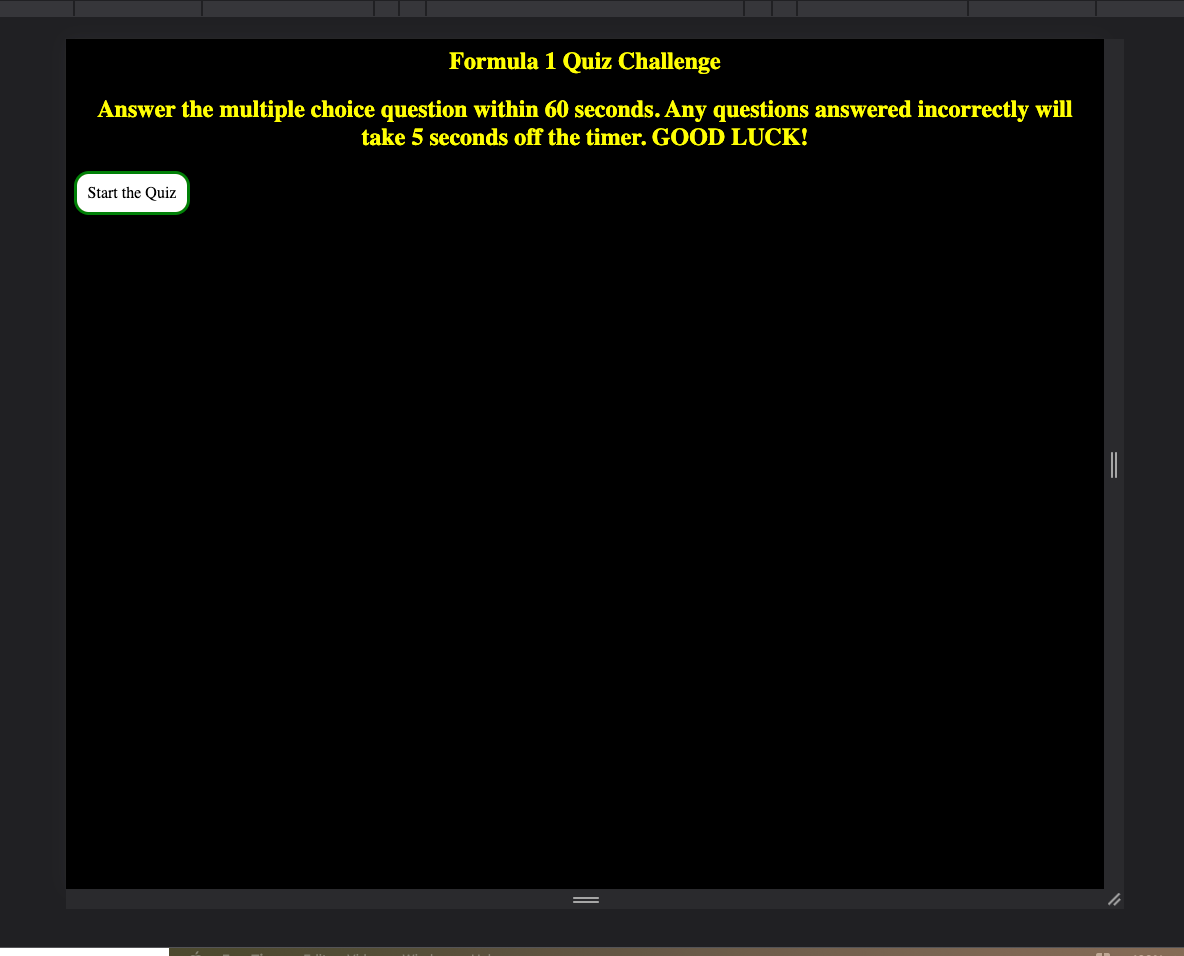 Formula 1 Quiz Challenge
Answer the multiple choice question within 60 seconds. Any questions answered incorrectly will
take 5 seconds off the timer. GOOD LUCK!
Start the Quiz